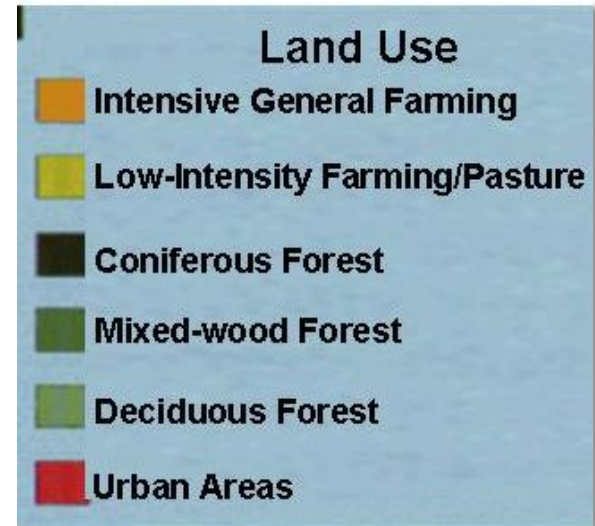 Land Use
Intensive General Farming
Low-Intensity Farming/Pasture
Coniferous Forest
Mixed-wood Forest
Deciduous Forest
Urban Areas